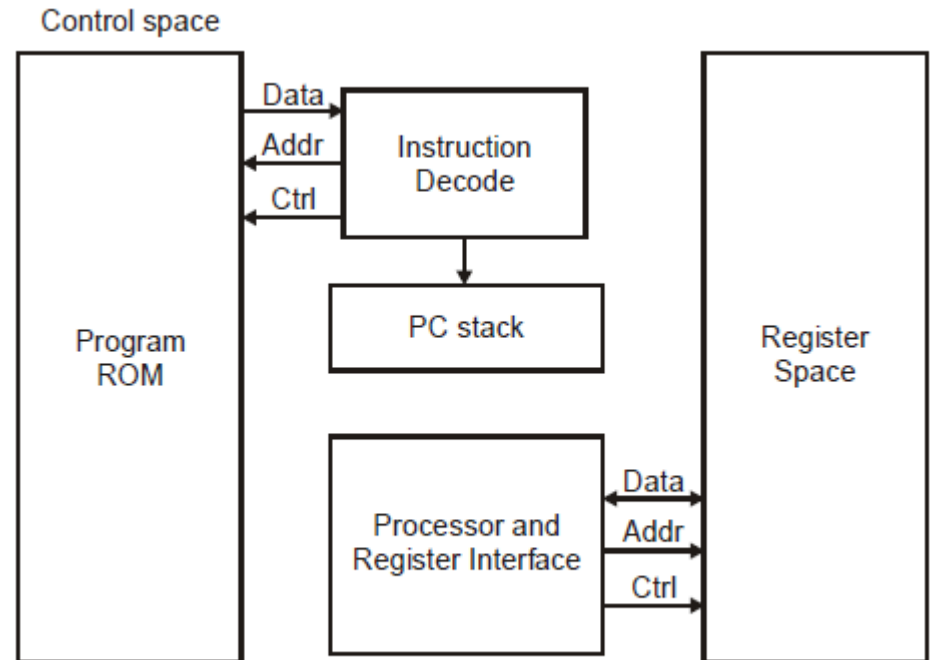 Control space
Data
Addr
Ctrl
Instruction
Decode
PC stack
Program
ROM
Register
Space
Processor and
Register Interface
Data
Addr
Ctrl